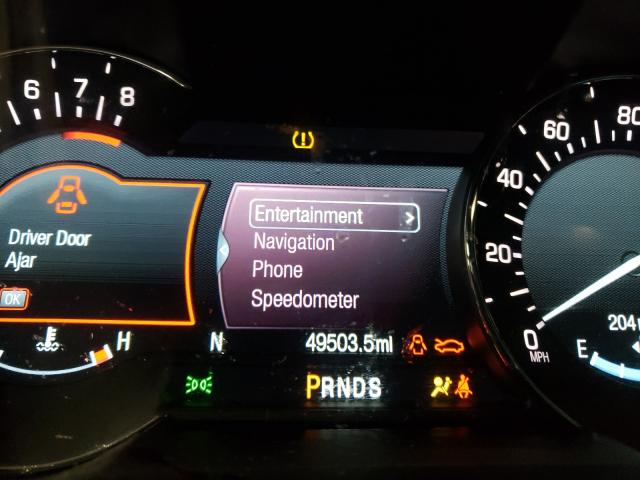 6 7 8
60 80
40
Entertainment >
Driver Door
Ajar
Navigation
20
Phone
OK
Speedometer
0
MPH
204
H
N
49503.5mi
E
PRNDS